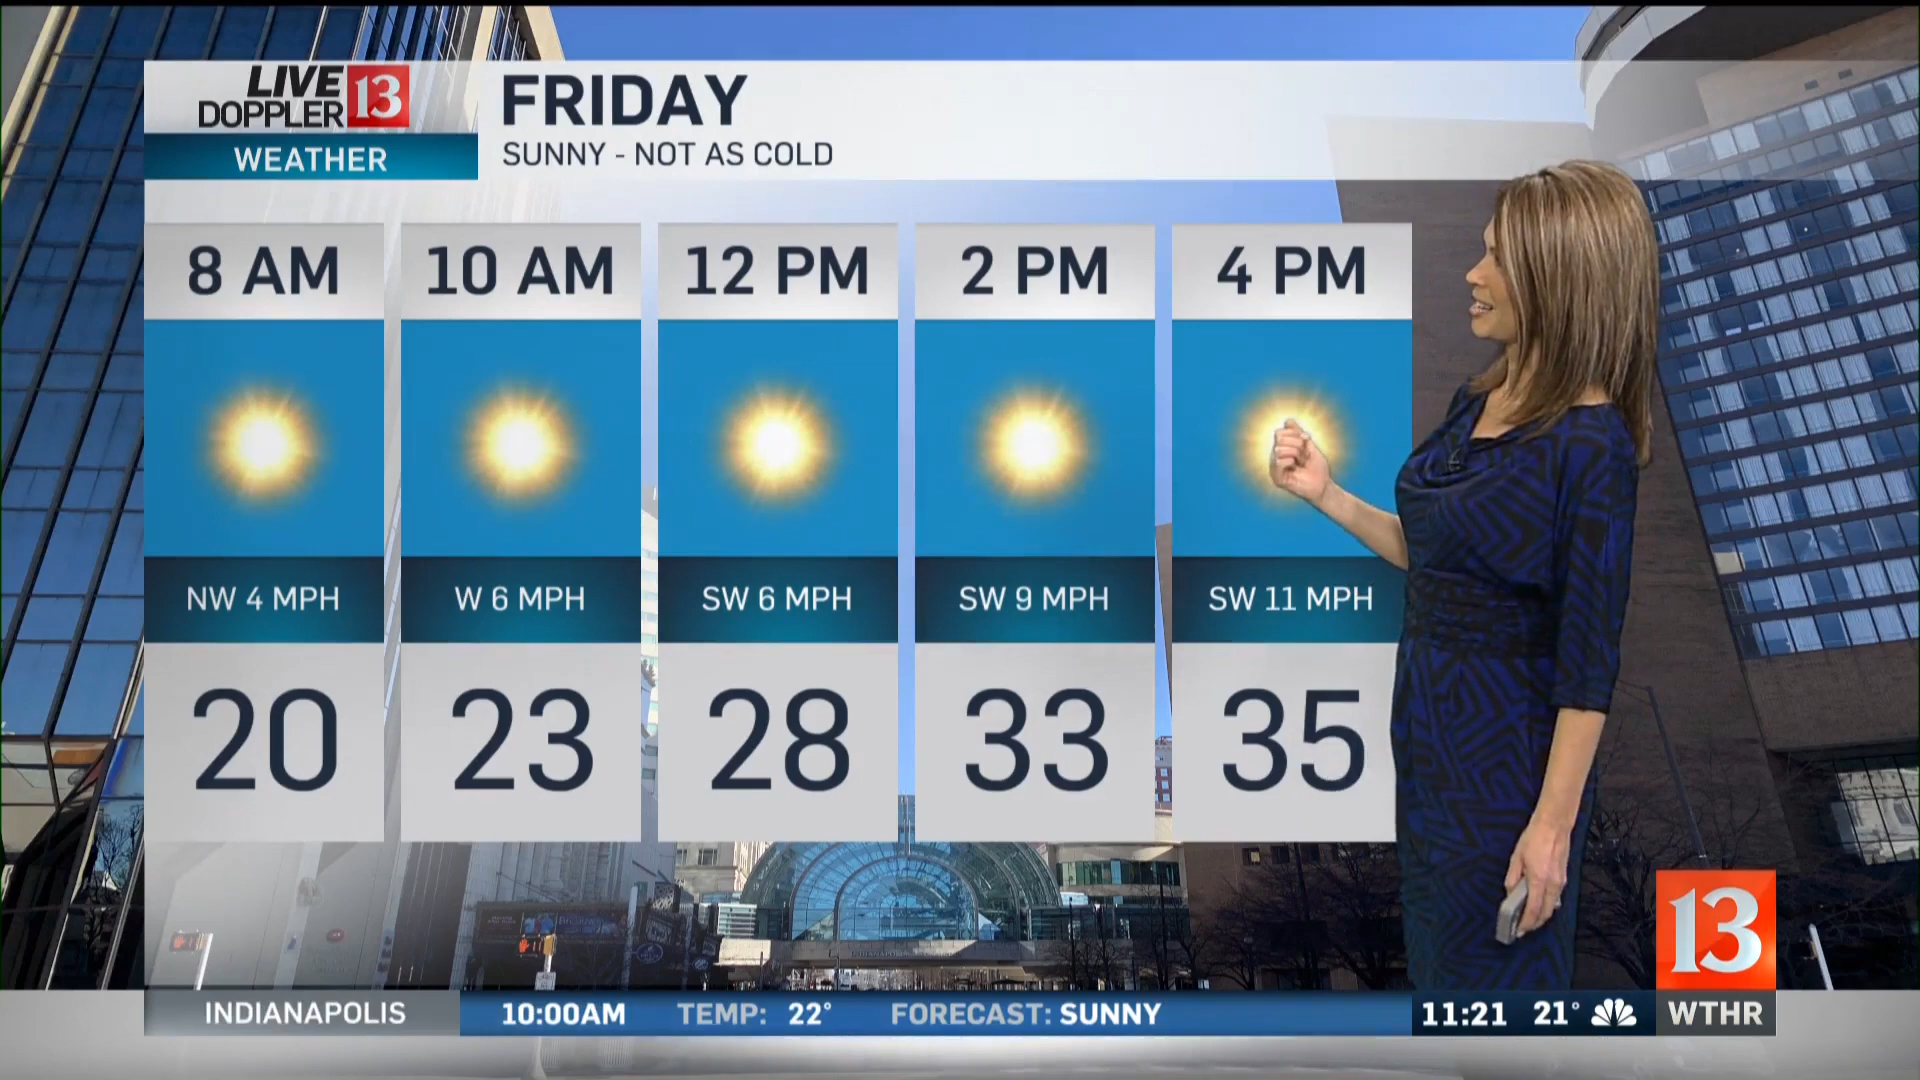 LIVE
DOPPLER 13
WEATHER
FRIDAY
SUNNY - NOT AS COLD
8 AM
10 AM
12 PM
2 PM
4 PM
NW 4 MPH
W 6 MPH
SW 6 MPH
SW 9 MPH
SW 11 MPH
20
23
28
33
35
13
INDIANAPOLIS
10:00AM TEMP: 22° FORECAST: SUNNY
11:21 21°
WTHR